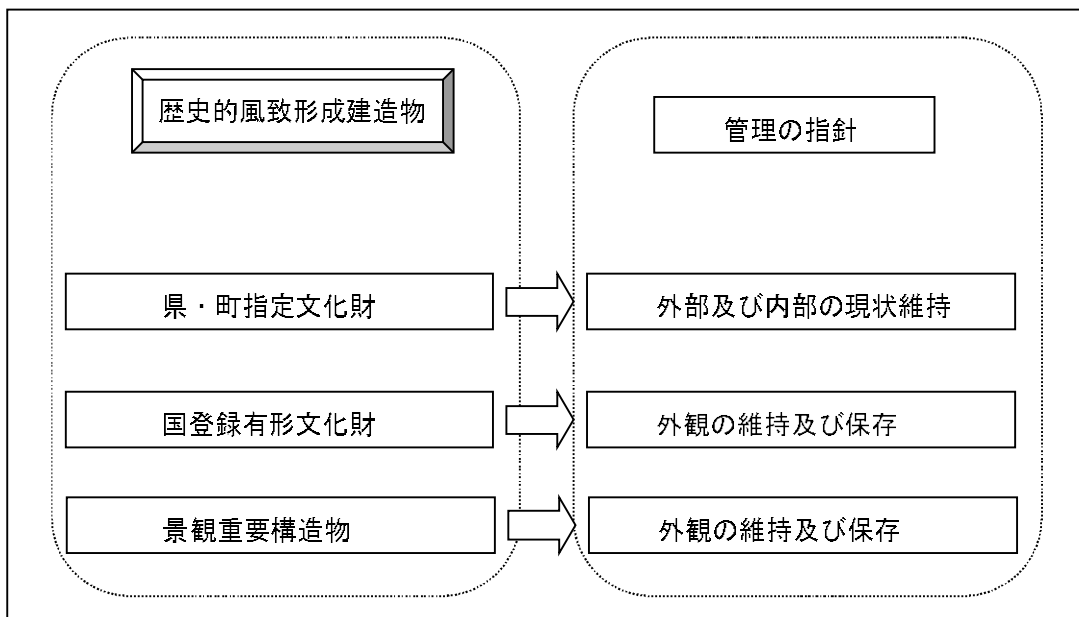 歴史的風致形成建造物
管理の指針
県・町指定文化財
外部及び内部の現状維持
国登録有形文化財
外観の維持及び保存
景観重要構造物
外観の維持及び保存